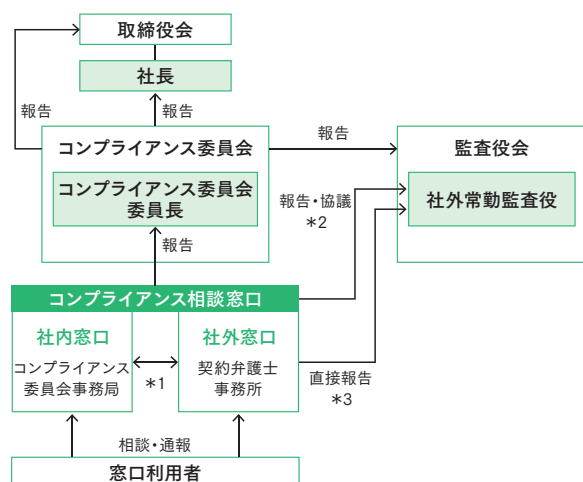 取締役会
社長
報告
報告
コンプライアンス委員会
報告
監査役会
コンプライアンス委員会
委員長
報告・協議
*2
社外常勤監査役
報告
コンプライアンス相談窓口
社内窓口
社外窓口
コンプライアンス
委員会事務局
*1
契約弁護士
事務所
直接報告
*3
相談・通報
窓口利用者